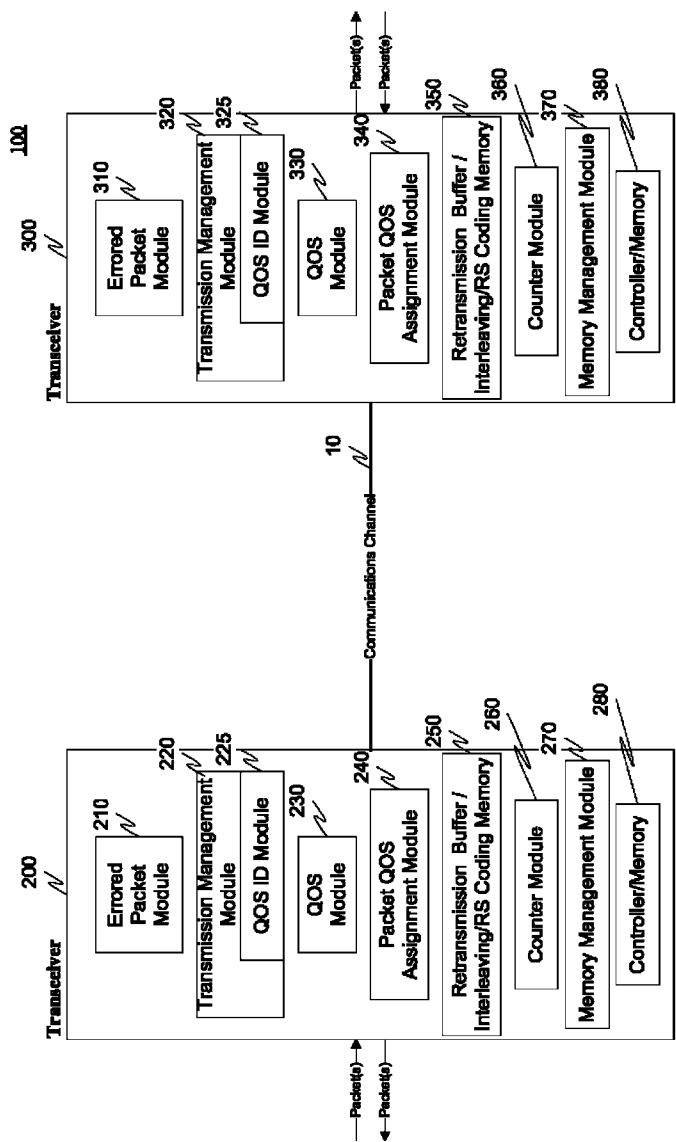 100
200
Transceiver
210
Errored
Packet
Module
220
Transmission Management
Module
225
QOS ID Module
230
QOS
Module
240
Packet QOS
Assignment Module
250
Retransmission Buffer /
Interleaving/RS Coding Memory
260
Counter Module
270
Memory Management Module
280
Controller/Memory
Packet(s)
Packet(s)
10
Communications Channel
300
Transceiver
310
Errored
Packet
Module
320
Transmission Management
Module
325
QOS ID Module
330
QOS
Module
340
Packet QOS
Assignment Module
350
Retransmission Buffer /
Interleaving/RS Coding Memory
360
Counter Module
370
Memory Management Module
380
Controller/Memory
Packet(s)
Packet(s)